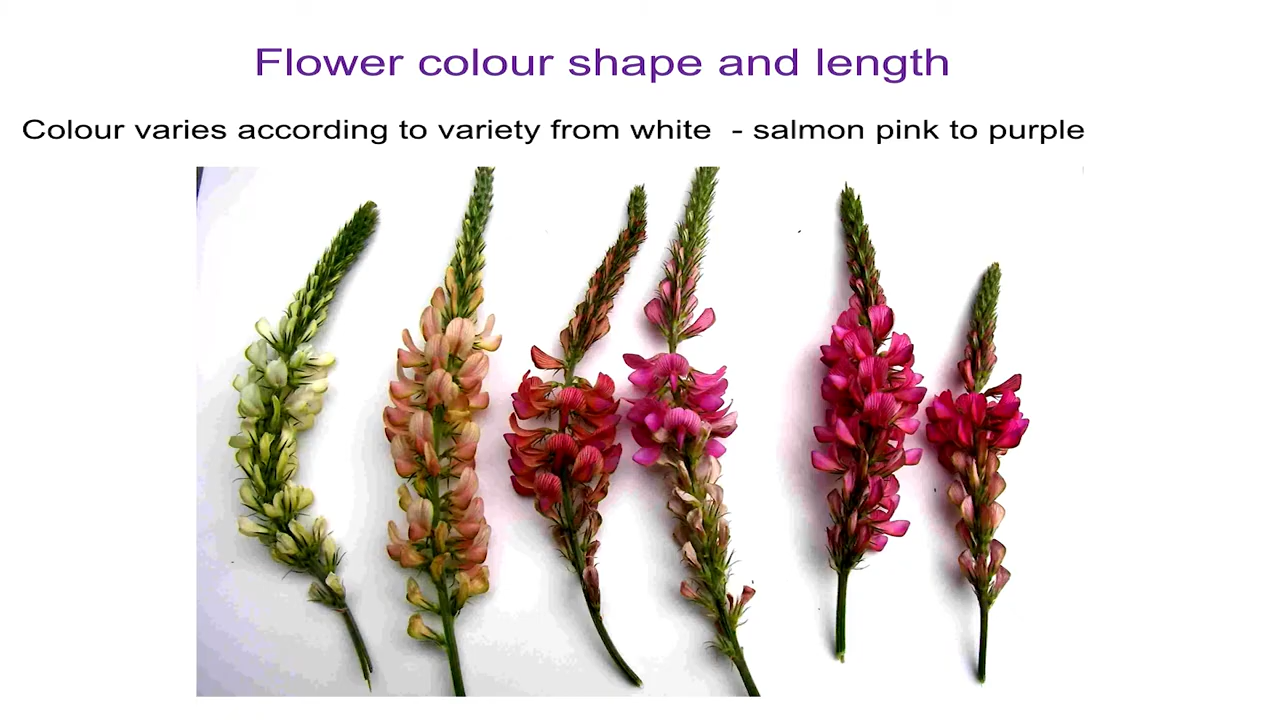 Flower colour shape and length
Colour varies according to variety from white - salmon pink to purple